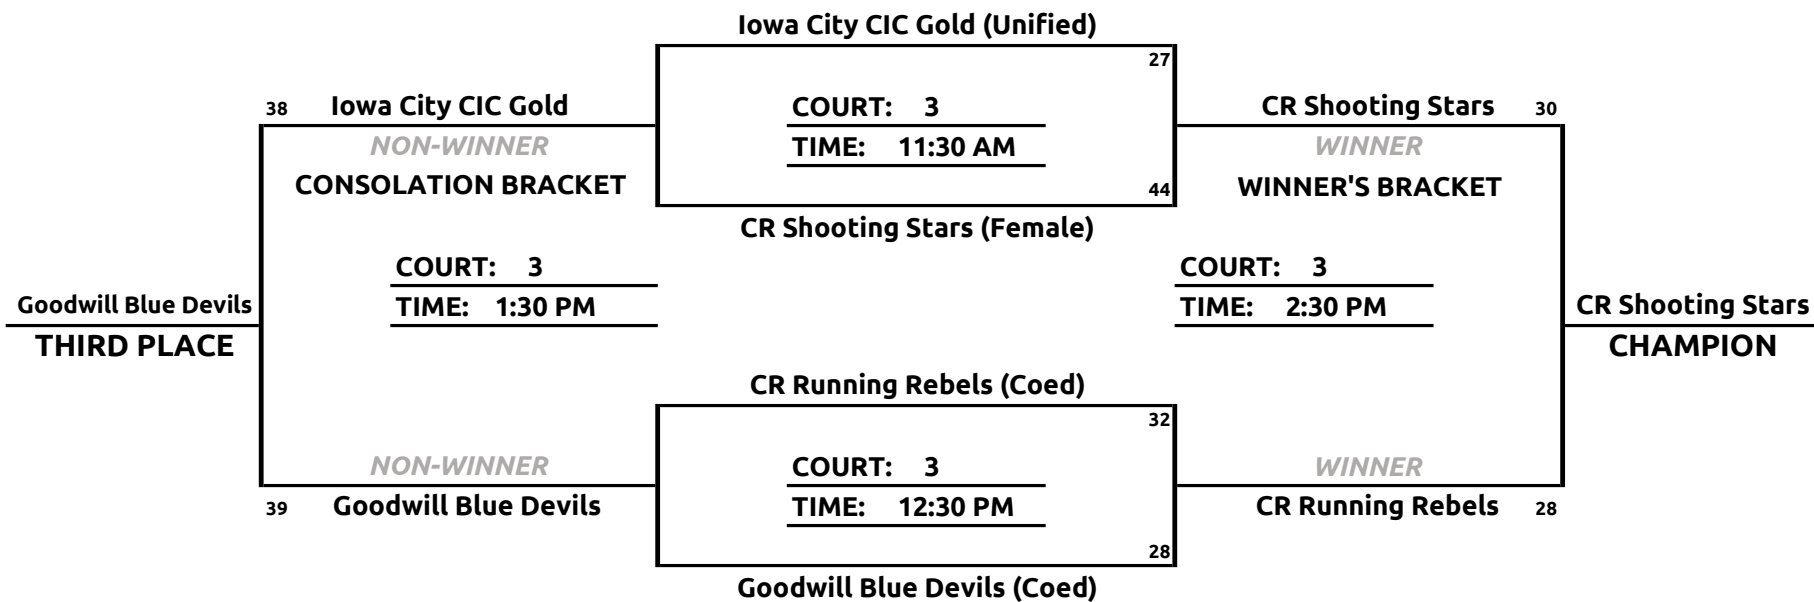 Iowa City CIC Gold (Unified)
27
38 Iowa City CIC Gold
COURT: 3
CR Shooting Stars 30
NON-WINNER
TIME: 11:30 AM
WINNER
CONSOLATION BRACKET
44
WINNER'S BRACKET
CR Shooting Stars (Female)
COURT: 3
COURT: 3
Goodwill Blue Devils
TIME: 1:30 PM
TIME: 2:30 PM
CR Shooting Stars
THIRD PLACE
CHAMPION
CR Running Rebels (Coed)
32
NON-WINNER
COURT: 3
WINNER
39 Goodwill Blue Devils
TIME: 12:30 PM
CR Running Rebels 28
28
Goodwill Blue Devils (Coed)